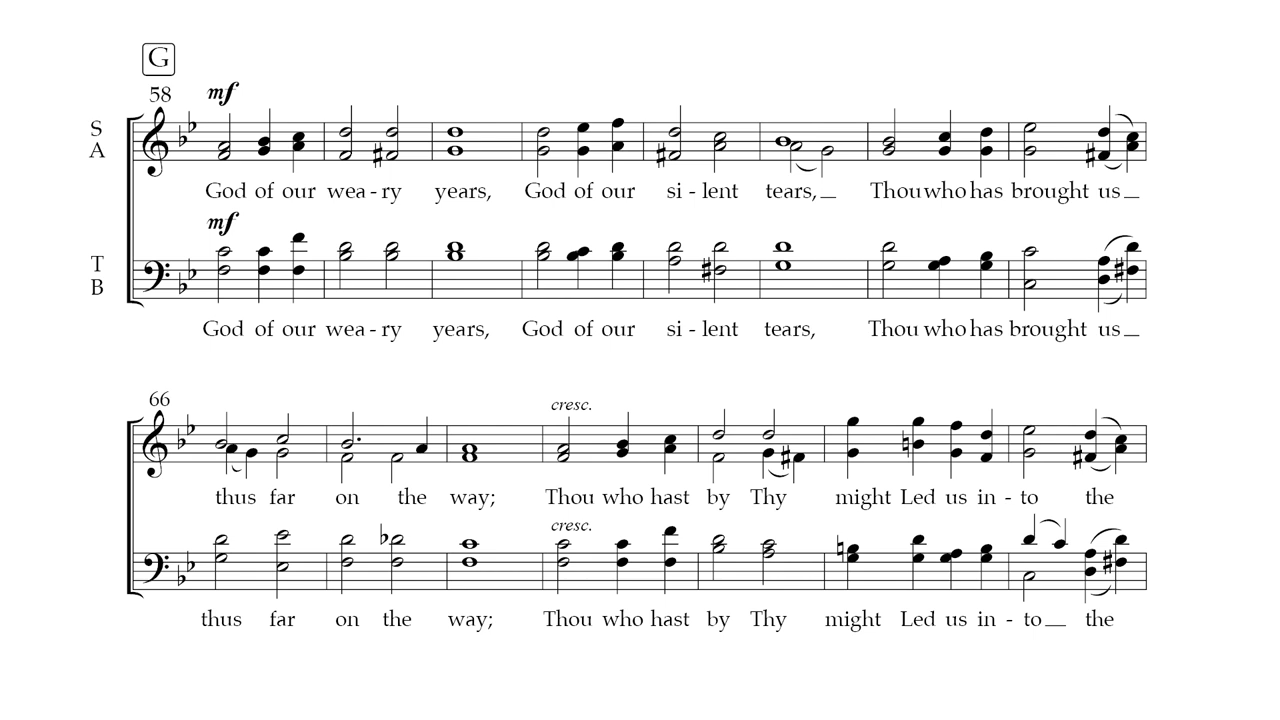 G
58 mf
S
A
God of our wea - ry years, God of our si - lent tears, _ Thou who has brought us _
mf
T
B
God of our wea - ry years, God of our si - lent tears, Thou who has brought us _
66 cresc.
thus far on the way; Thou who hast by Thy might Led us in - to the
cresc.
thus far on the way; Thou who hast by Thy might Led us in - to _ the